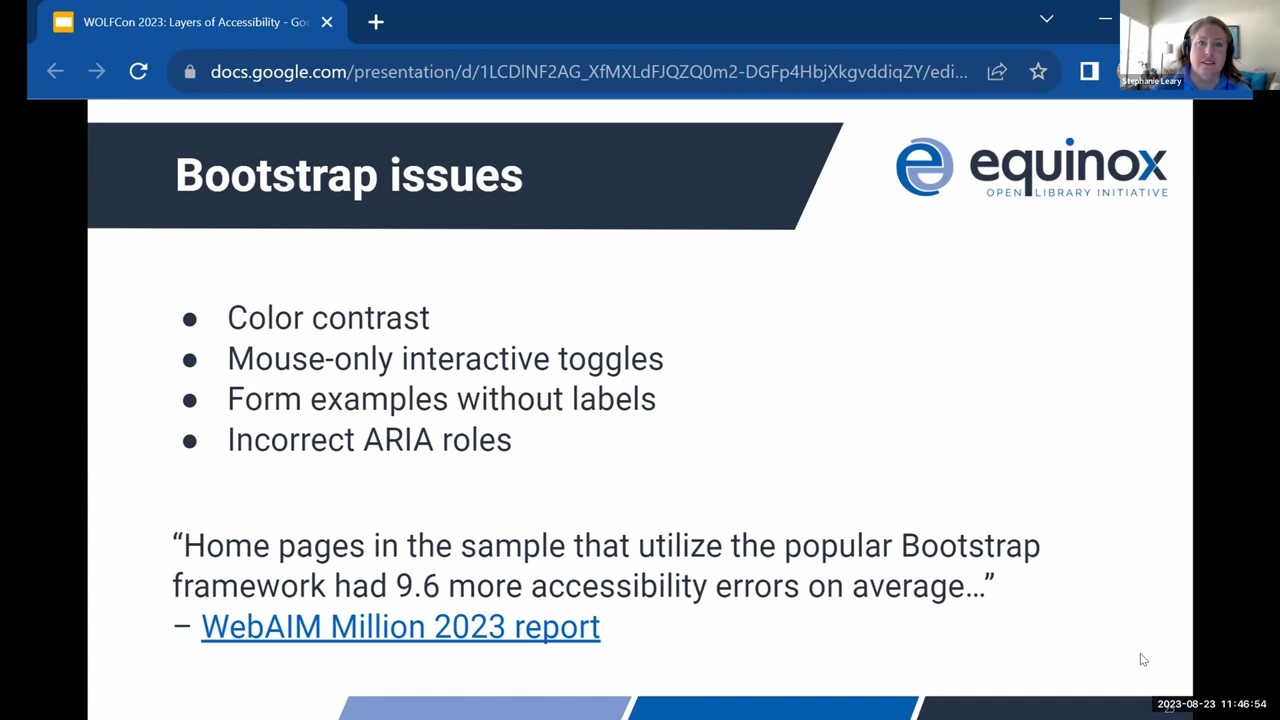 WOLFCon 2023: Layers of Accessibility - Go
docs.google.com/presentation/d/1LCDlNF2AG_XfMXLdFJQZQ0m2-DGFp4HbjXkgvddiqZY/edi...
Stephanie Leary
Bootstrap issues
equinox
OPEN LIBRARY INITIATIVE
● Color contrast
● Mouse-only interactive toggles
● Form examples without labels
● Incorrect ARIA roles
“Home pages in the sample that utilize the popular Bootstrap
framework had 9.6 more accessibility errors on average…”
– WebAIM Million 2023 report
2023-08-23 11:46:54